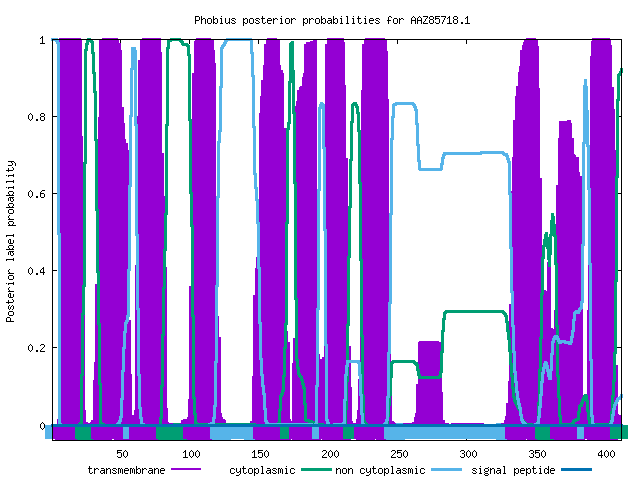 Phobius posterior probabilities for AAZ85718.1
1
0.8
0.6
0.4
0.2
0
Posterior label probability
50 100 150 200 250 300 350 400
transmembrane cytoplasmic non cytoplasmic signal peptide